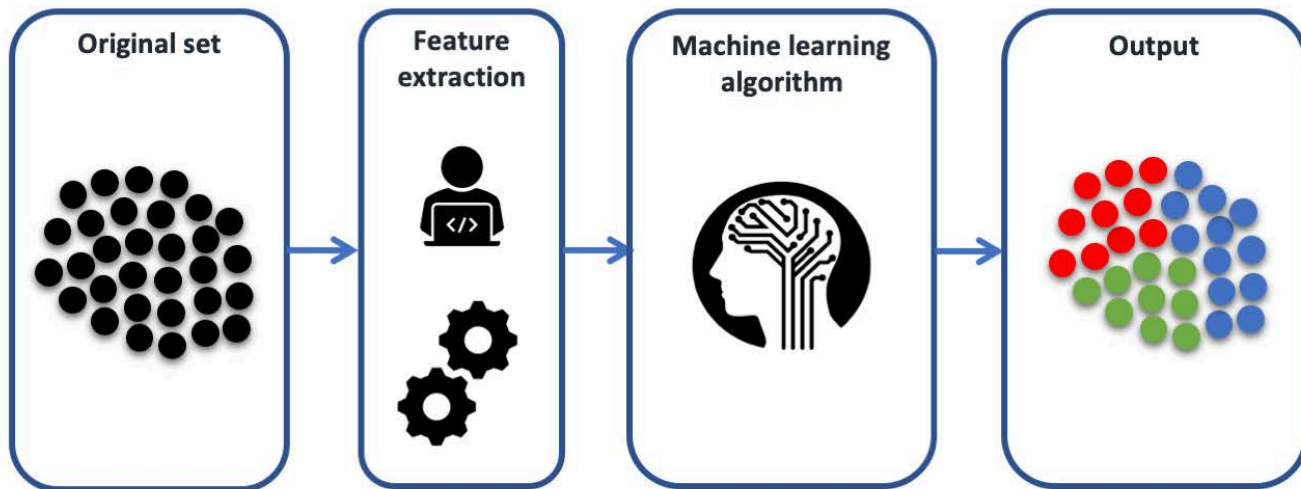 Original set
Feature
extraction
</>
Machine learning
algorithm
Output